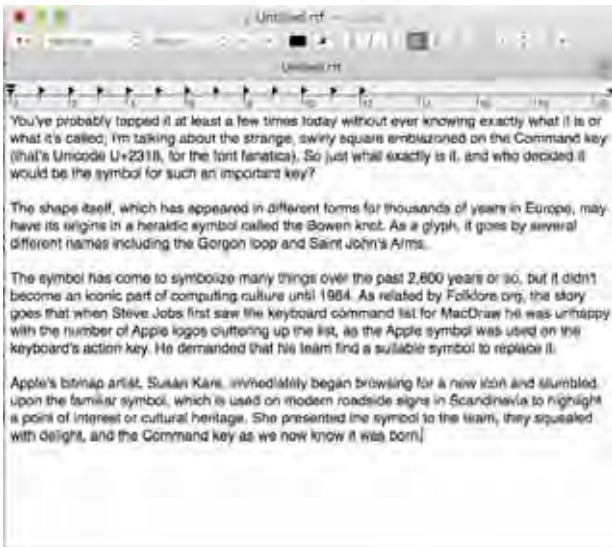 Untitled.rtf
Untitled.rtf
You've probably tapped it at least a few times today without ever knowing exactly what it is or
what it's called; I'm talking about the strange, swirly square emblazoned on the Command key
(that's Unicode U+2318, for the font fanatics). So just what exactly is it, and who decided it
would be the symbol for such an important key?
The shape itself, which has appeared in different forms for thousands of years in Europe, may
have its origins in a heraldic symbol called the Bowen knot. As a glyph, it goes by several
different names including the Gorgon loop and Saint John's Arms.
The symbol has come to symbolize many things over the past 2,600 years or so, but it didn't
become an iconic part of computing culture until 1984. As related by Folklore.org, the story
goes that when Steve Jobs first saw the keyboard command list for MacDraw he was unhappy
with the number of Apple logos cluttering up the list, as the Apple symbol was used on the
keyboard's action key. He demanded that his team find a suitable symbol to replace it.
Apple's bitmap artist, Susan Kare, immediately began browsing for a new icon and stumbled
upon the familiar symbol, which is used on modern roadside signs in Scandinavia to highlight
a point of interest or cultural heritage. She presented the symbol to the team, they squealed
with delight, and the Command key as we now know it was born.